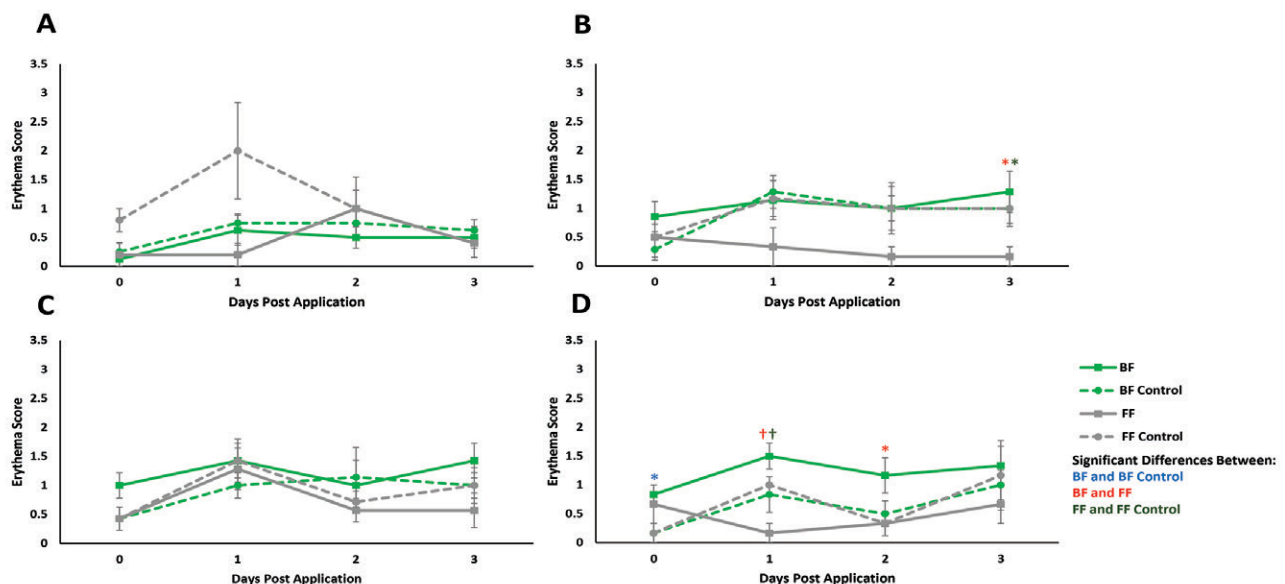 A
3.5
3
2.5
2
1.5
1
0.5
0
Erythema Score
0 1 2 3
Days Post Application
B
3.5
3
2.5
2
1.5
1
0.5
0
Erythema Score
**
0 1 2 3
Days Post Application
C
3.5
3
2.5
2
1.5
1
0.5
0
Erythema Score
0 1 2 3
Days Post Application
D
3.5
3
2.5
2
1.5
1
0.5
0
Erythema Score
*
††
*
0 1 2 3
Days Post Application
BF
BF Control
FF
FF Control
Significant Differences Between:
BF and BF Control
BF and FF
FF and FF Control